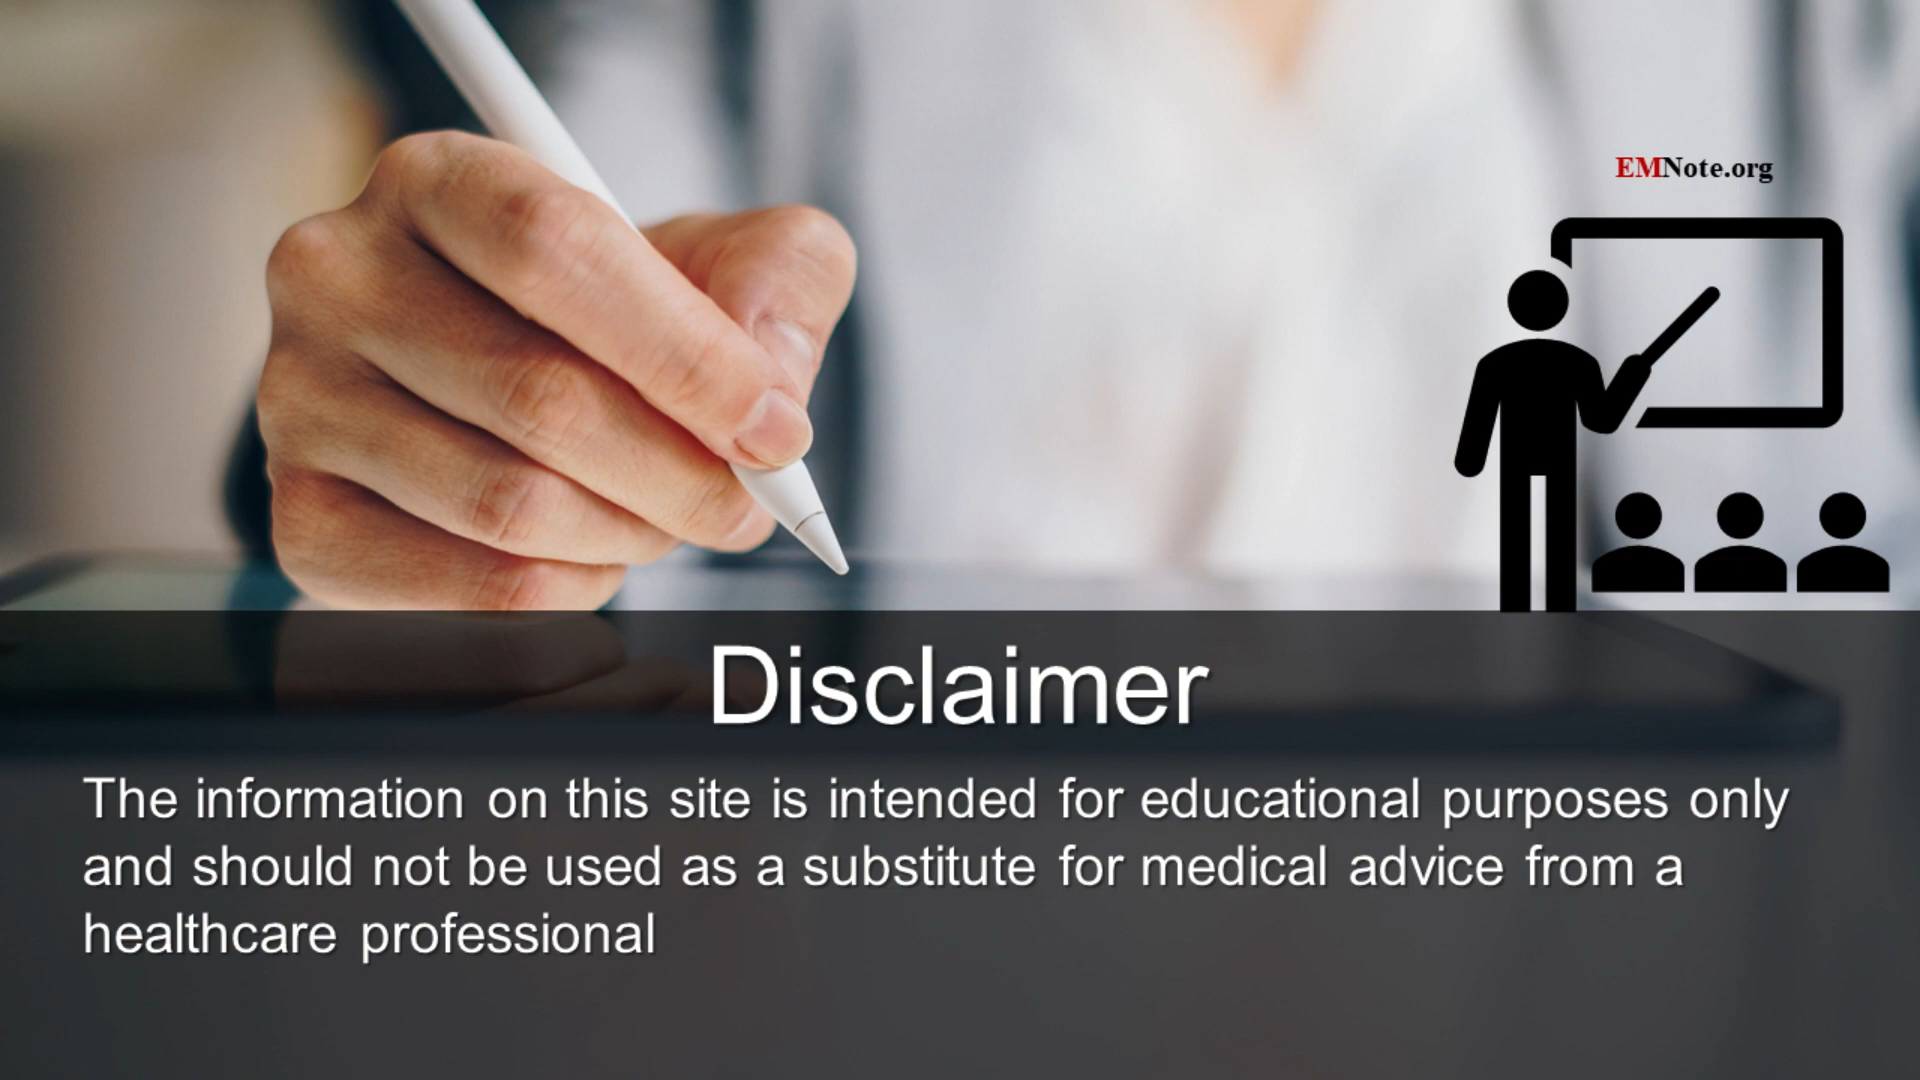 EMNote.org
Disclaimer
The information on this site is intended for educational purposes only
and should not be used as a substitute for medical advice from a
healthcare professional